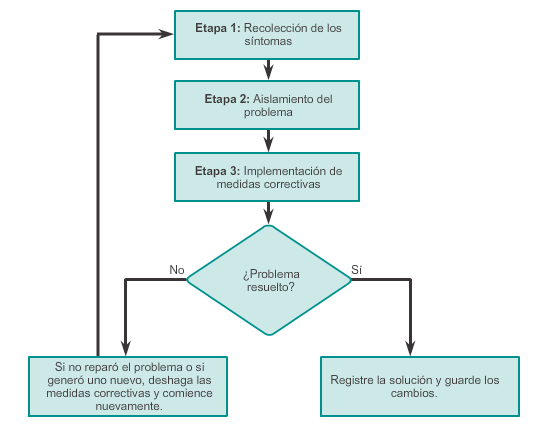 Etapa 1: Recolección de los
síntomas
Etapa 2: Aislamiento del
problema
Etapa 3: Implementación de
medidas correctivas
¿Problema
resuelto?
No
Sí
Si no reparó el problema o si
generó uno nuevo, deshaga las
medidas correctivas y comience
nuevamente.
Registre la solución y guarde los
cambios.